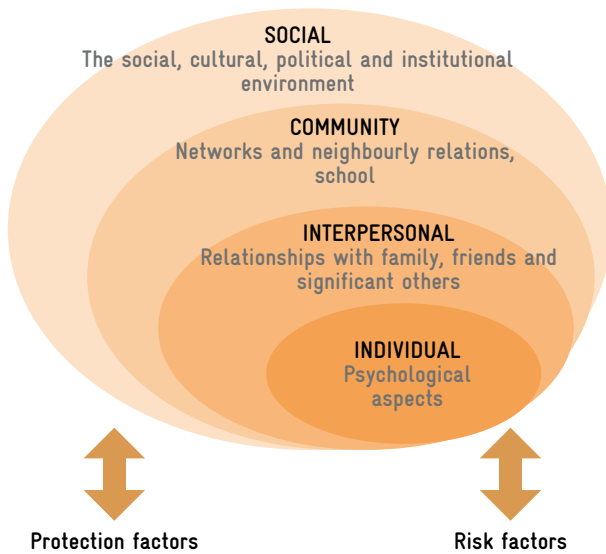 SOCIAL
The social, cultural, political and institutional
environment
COMMUNITY
Networks and neighbourly relations,
school
INTERPERSONAL
Relationships with family, friends and
significant others
INDIVIDUAL
Psychological
aspects
Protection factors
Risk factors